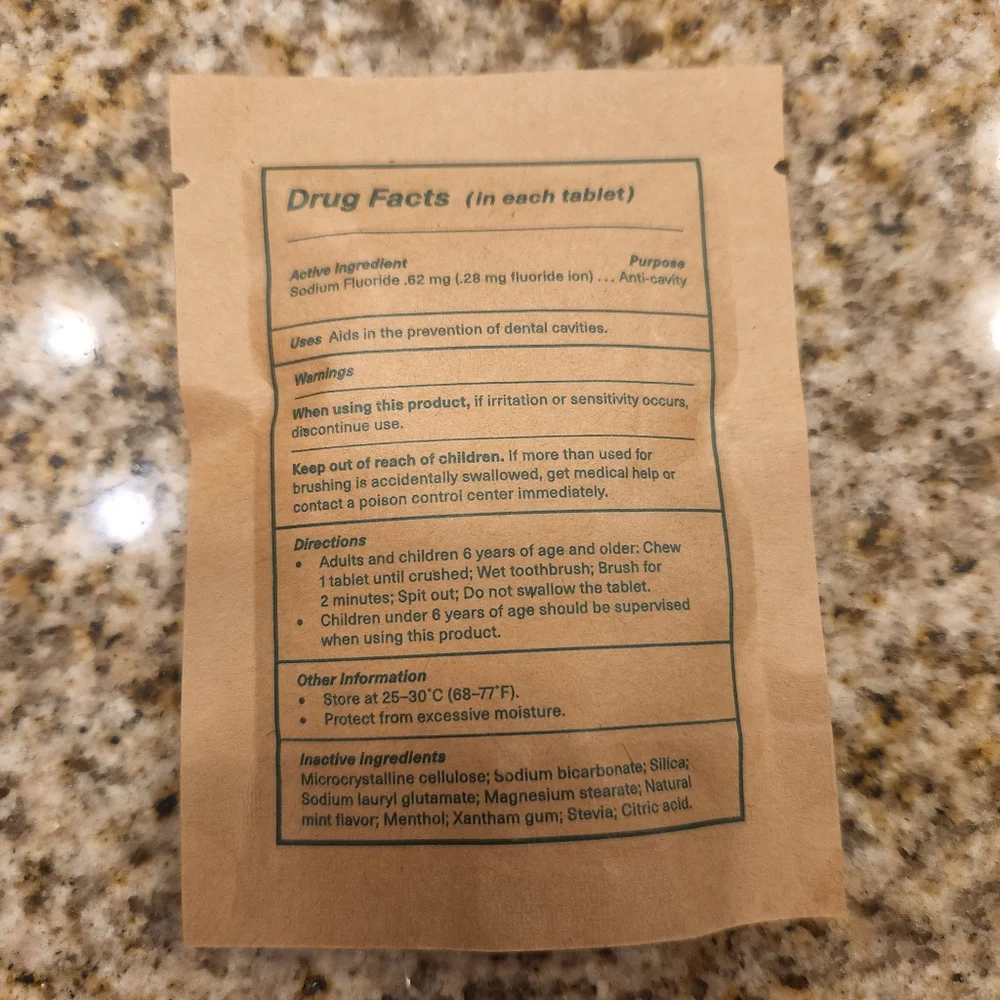 Drug Facts (in each tablet)
Active Ingredient Purpose
Sodium Fluoride .62 mg (.28 mg fluoride ion) ... Anti-cavity
Uses Aids in the prevention of dental cavities.
Warnings
When using this product, if irritation or sensitivity occurs,
discontinue use.
Keep out of reach of children. If more than used for
brushing is accidentally swallowed, get medical help or
contact a poison control center immediately.
Directions
• Adults and children 6 years of age and older: Chew
1 tablet until crushed; Wet toothbrush; Brush for
2 minutes; Spit out; Do not swallow the tablet.
• Children under 6 years of age should be supervised
when using this product.
Other Information
• Store at 25–30°C (68–77°F).
• Protect from excessive moisture.
Inactive ingredients
Microcrystalline cellulose; Sodium bicarbonate; Silica;
Sodium lauryl glutamate; Magnesium stearate; Natural
mint flavor; Menthol; Xantham gum; Stevia; Citric acid.